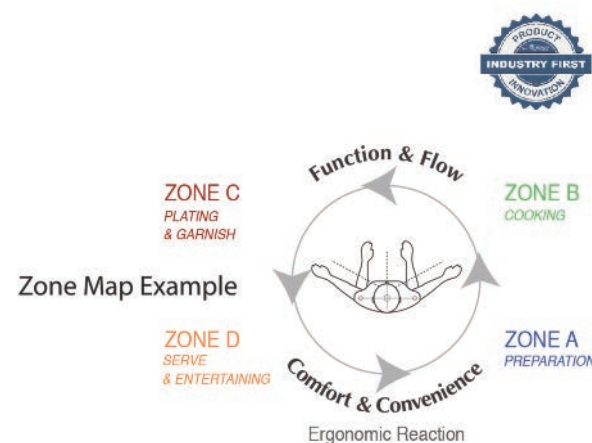 PRODUCT
INDUSTRY FIRST
INNOVATION
Function & Flow
ZONE C
PLATING
& GARNISH
ZONE B
COOKING
Zone Map Example
ZONE D
SERVE
& ENTERTAINING
ZONE A
PREPARATION
Comfort & Convenience
Ergonomic Reaction